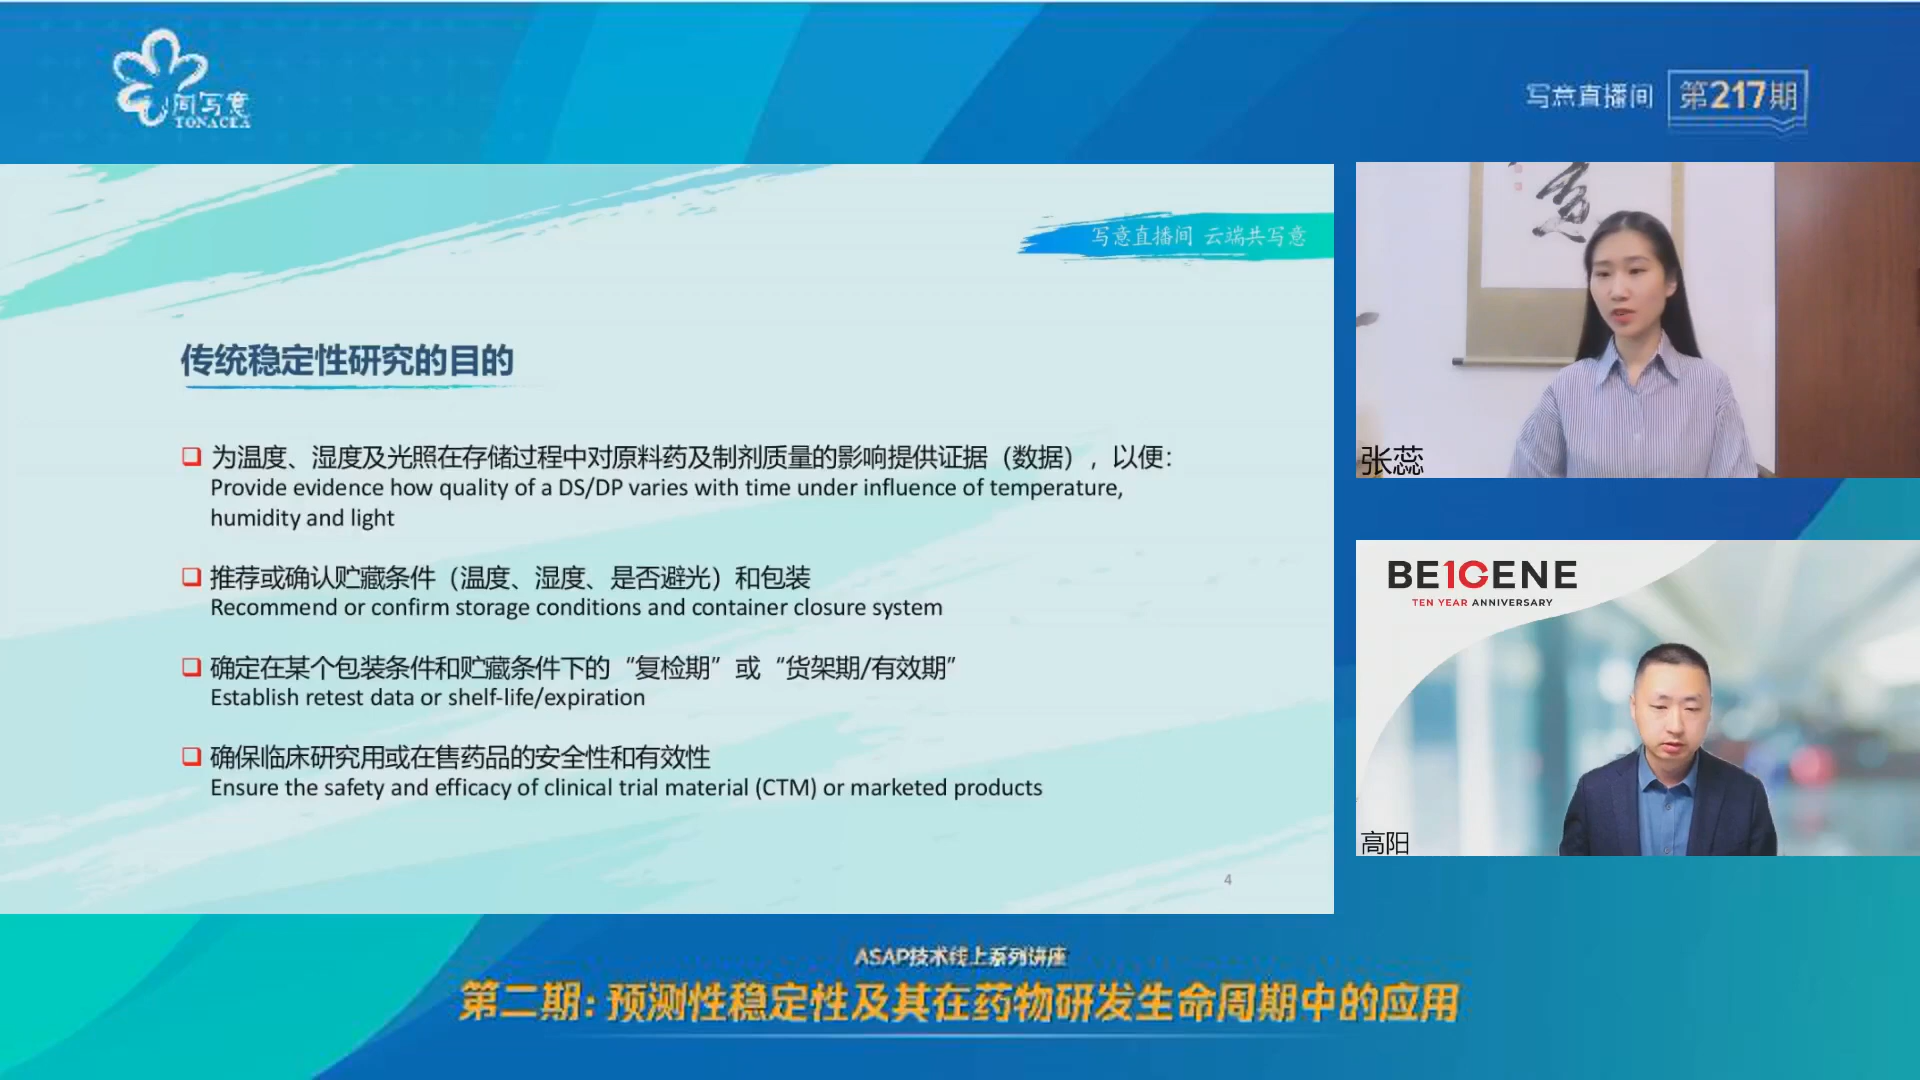 同写意
TONACEA
写意直播间 第217期
写意直播间 云端共写意
传统稳定性研究的目的
为温度、湿度及光照在存储过程中对原料药及制剂质量的影响提供证据（数据），以便：
Provide evidence how quality of a DS/DP varies with time under influence of temperature,
humidity and light
推荐或确认贮藏条件（温度、湿度、是否避光）和包装
Recommend or confirm storage conditions and container closure system
确定在某个包装条件和贮藏条件下的“复检期”或“货架期/有效期”
Establish retest data or shelf-life/expiration
确保临床研究用或在售药品的安全性和有效性
Ensure the safety and efficacy of clinical trial material (CTM) or marketed products
4
张蕊
BE1GENE
TEN YEAR ANNIVERSARY
高阳
ASAP技术线上系列讲座
第二期：预测性稳定性及其在药物研发生命周期中的应用